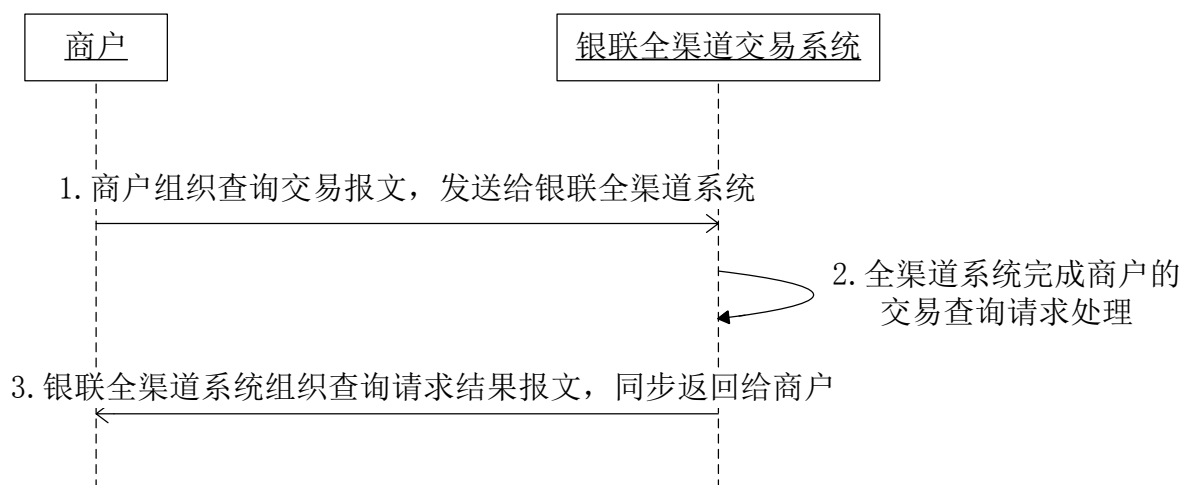 商户
银联全渠道交易系统
1.商户组织查询交易报文，发送给银联全渠道系统
2.全渠道系统完成商户的
交易查询请求处理
3.银联全渠道系统组织查询请求结果报文，同步返回给商户